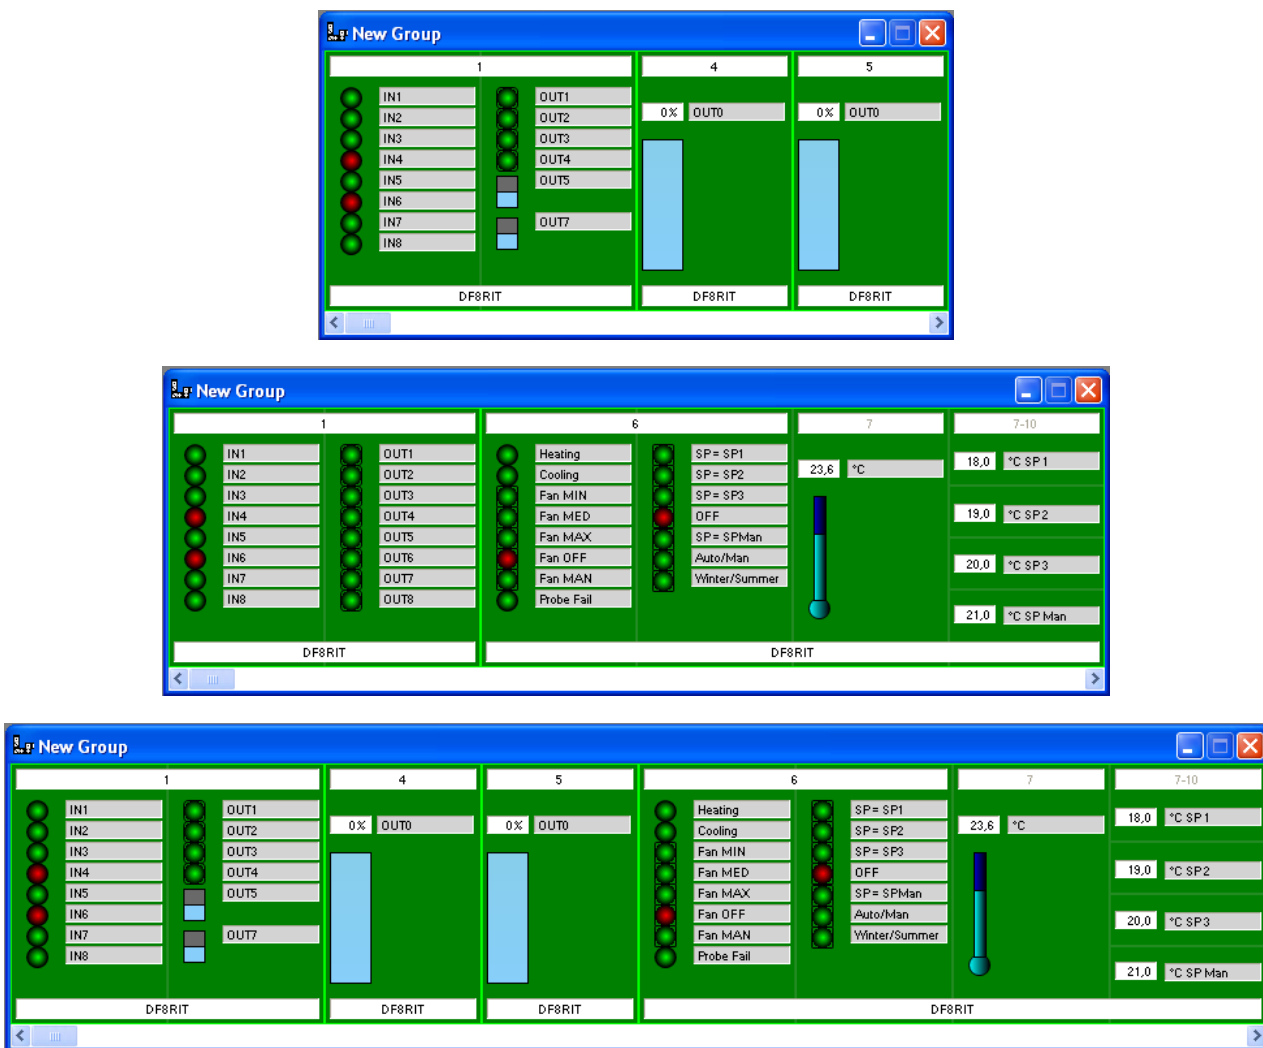 New Group
1 4 5
IN1 OUT1
IN2 OUT2 0% OUT0 0% OUT0
IN3 OUT3
IN4 OUT4
IN5 OUT5
IN6
IN7 OUT7
IN8
DF8RIT DF8RIT DF8RIT
New Group
1 6 7 7-10
IN1 OUT1 Heating SP= SP1 18,0 °C SP1
IN2 OUT2 Cooling SP= SP2 23,6 °C
IN3 OUT3 Fan MIN SP= SP3
IN4 OUT4 Fan MED OFF 19,0 °C SP2
IN5 OUT5 Fan MAX SP= SPMan
IN6 OUT6 Fan OFF Auto/Man 20,0 °C SP3
IN7 OUT7 Fan MAN Winter/Summer
IN8 OUT8 Probe Fail 21,0 °C SP Man
DF8RIT DF8RIT
New Group
1 4 5 6 7 7-10
IN1 OUT1 Heating SP= SP1 18,0 °C SP1
IN2 OUT2 0% OUT0 0% OUT0 Cooling SP= SP2 23,6 °C
IN3 OUT3 Fan MIN SP= SP3
IN4 OUT4 Fan MED OFF 19,0 °C SP2
IN5 OUT5 Fan MAX SP= SPMan
IN6 Fan OFF Auto/Man 20,0 °C SP3
IN7 OUT7 Fan MAN Winter/Summer
IN8 Probe Fail 21,0 °C SP Man
DF8RIT DF8RIT DF8RIT DF8RIT